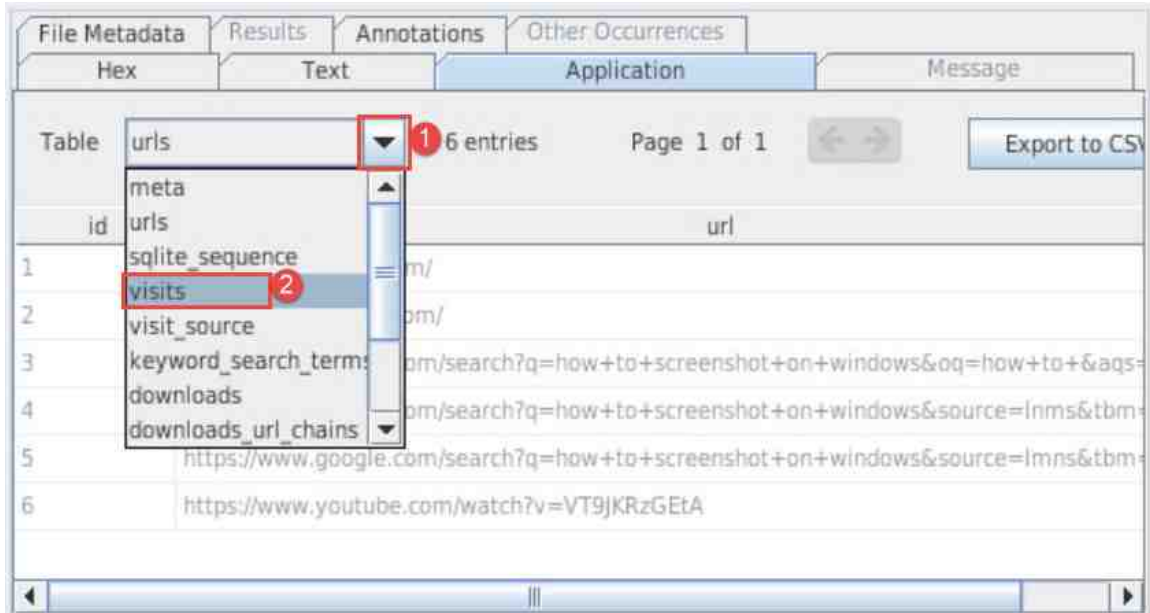 File Metadata Results Annotations Other Occurrences
Hex Text Application Message
Table urls 1 6 entries Page 1 of 1 Export to CSV
meta
id urls url
sqlite_sequence
1 m/
visits 2
2 om/
visit_source
3 keyword_search_terms om/search?q=how+to+screenshot+on+windows&oq=how+to+&aqs=
downloads
4 om/search?q=how+to+screenshot+on+windows&source=lnms&tbm=
downloads_url_chains
5 https://www.google.com/search?q=how+to+screenshot+on+windows&source=lmns&tbm=
6 https://www.youtube.com/watch?v=VT9JKRzGEtA